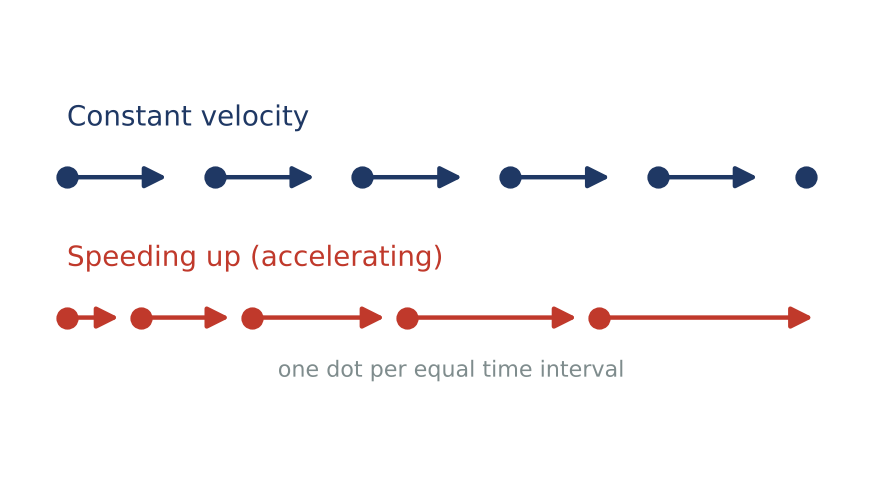 Constant velocity
Speeding up (accelerating)
one dot per equal time interval